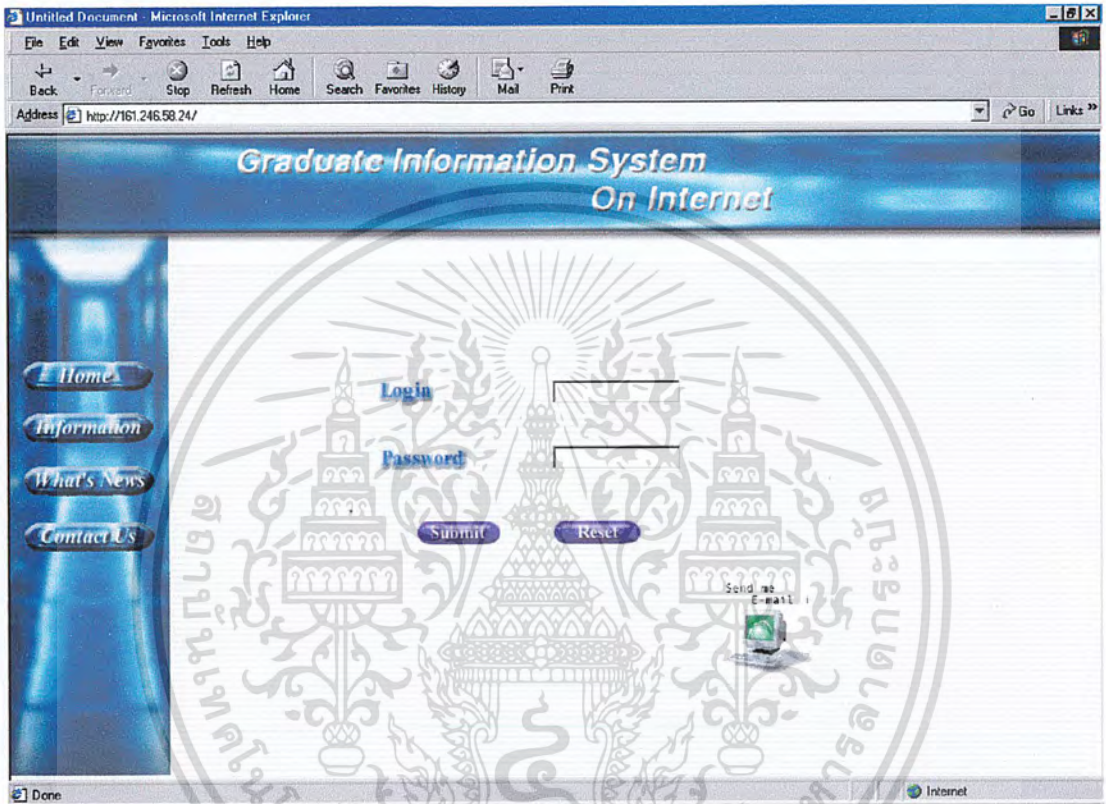 Untitled Document - Microsoft Internet Explorer
File Edit View Favorites Tools Help
Back Forward Stop Refresh Home Search Favorites History Mail Print
Address http://161.246.58.24/ Go Links »
Graduate Information System
On Internet
Home
Information
What's News
Contact Us
Login
Password
Submit Reset
Send me
E-mail !
Done Internet